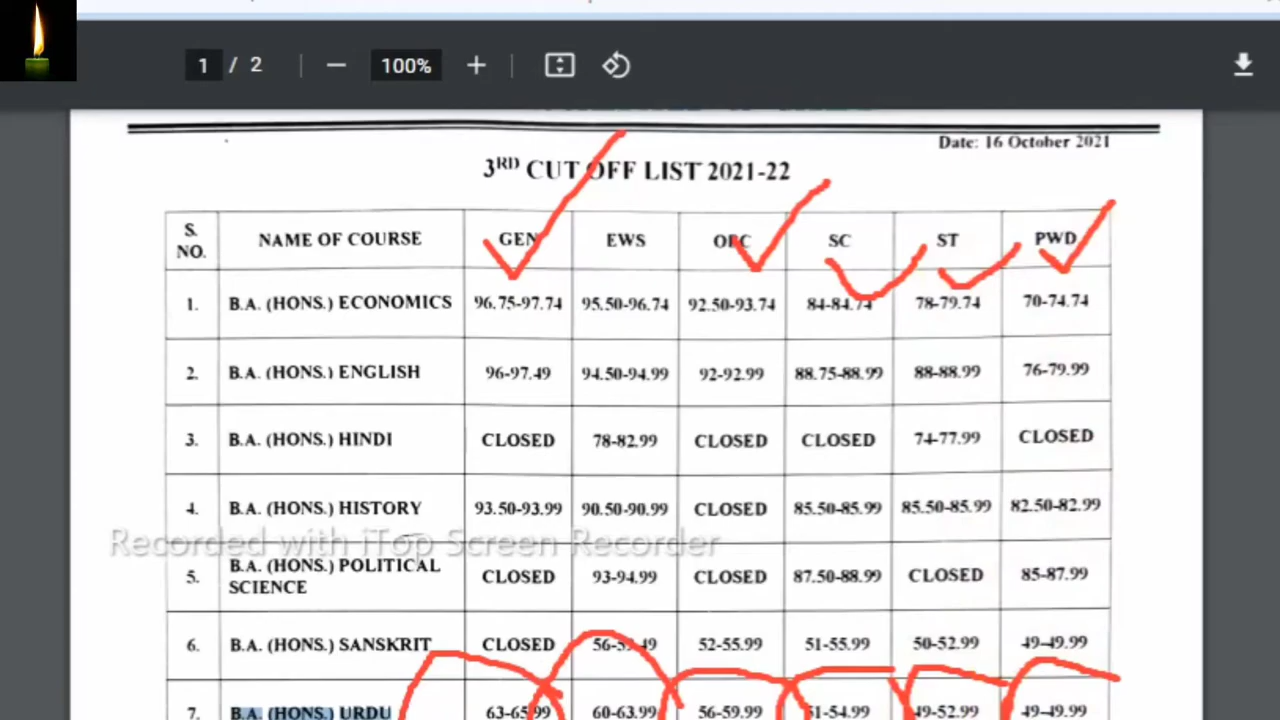 1 / 2 100%
Date: 16 October 2021
3RD CUT OFF LIST 2021-22
S. NO. NAME OF COURSE GEN EWS OBC SC ST PWD
1. B.A. (HONS.) ECONOMICS 96.75-97.74 95.50-96.74 92.50-93.74 84-84.74 78-79.74 70-74.74
2. B.A. (HONS.) ENGLISH 96-97.49 94.50-94.99 92-92.99 88.75-88.99 88-88.99 76-79.99
3. B.A. (HONS.) HINDI CLOSED 78-82.99 CLOSED CLOSED 74-77.99 CLOSED
4. B.A. (HONS.) HISTORY 93.50-93.99 90.50-90.99 CLOSED 85.50-85.99 85.50-85.99 82.50-82.99
Recorded with iTop Screen Recorder
5. B.A. (HONS.) POLITICAL SCIENCE CLOSED 93-94.99 CLOSED 87.50-88.99 CLOSED 85-87.99
6. B.A. (HONS.) SANSKRIT CLOSED 52-55.99 51-55.99 50-52.99 49-49.99
7. B.A. (HONS.) URDU 63-65.99 60-63.99 56-59.99 51-54.99 49-52.99 49-49.99